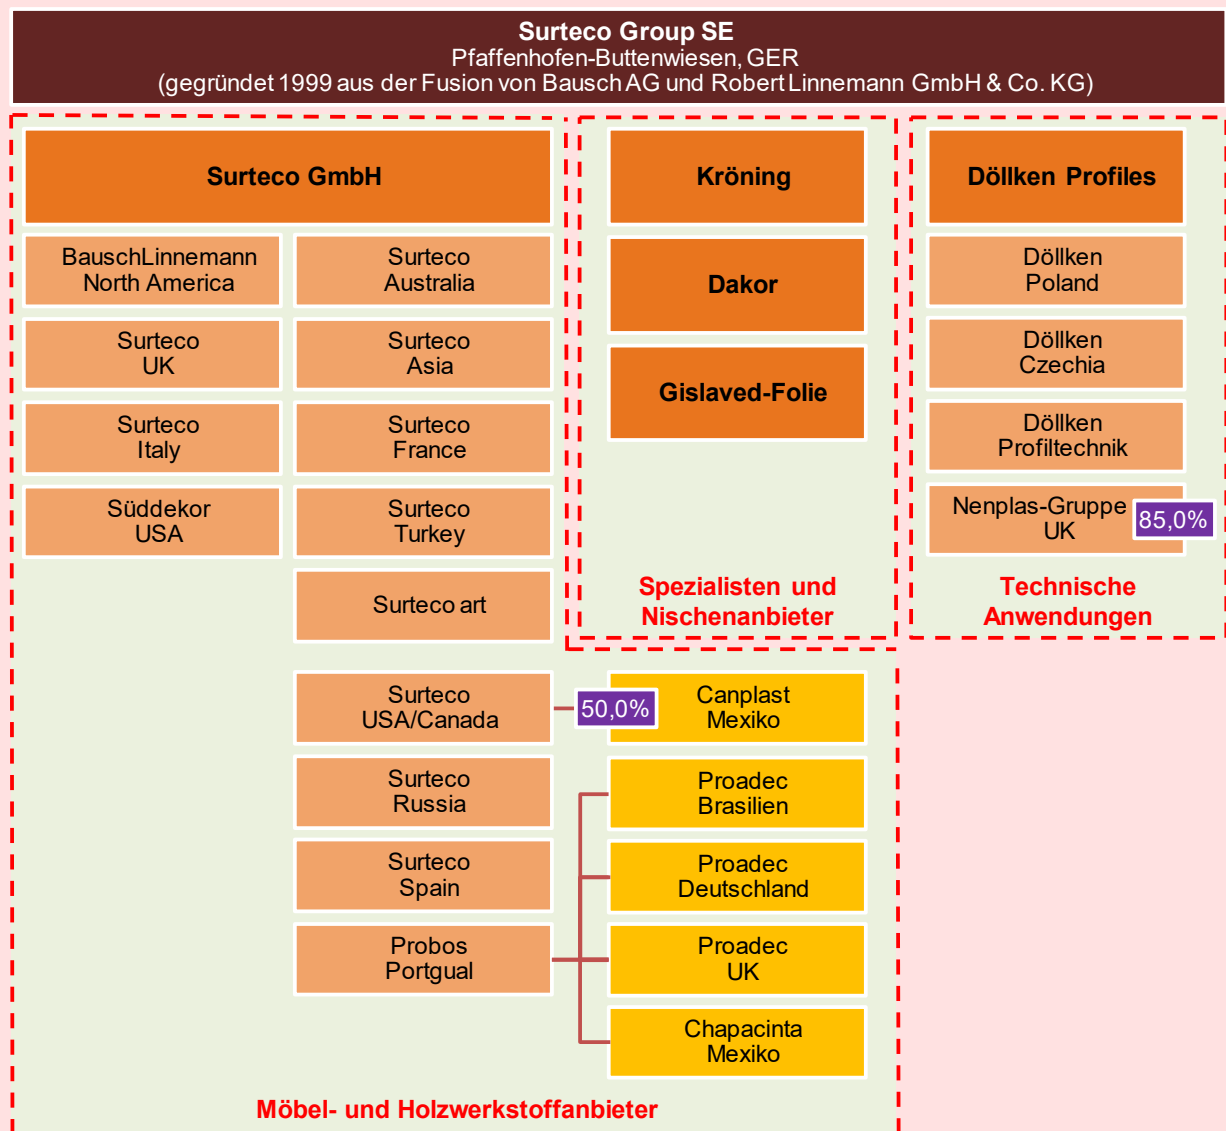 Surteco Group SE
Pfaffenhofen-Buttenwiesen, GER
(gegründet 1999 aus der Fusion von Bausch AG und Robert Linnemann GmbH & Co. KG)
Surteco GmbH
BauschLinnemann
North America
Surteco
UK
Surteco
Italy
Süddekor
USA
Surteco
Australia
Surteco
Asia
Surteco
France
Surteco
Turkey
Surteco art
Surteco
USA/Canada
50,0%
Canplast
Mexiko
Surteco
Russia
Surteco
Spain
Probos
Portgual
Proadec
Brasilien
Proadec
Deutschland
Proadec
UK
Chapacinta
Mexiko
Möbel- und Holzwerkstoffanbieter
Kröning
Dakor
Gislaved-Folie
Spezialisten und
Nischenanbieter
Döllken Profiles
Döllken
Poland
Döllken
Czechia
Döllken
Profiltechnik
Nenplas-Gruppe
UK
85,0%
Technische
Anwendungen